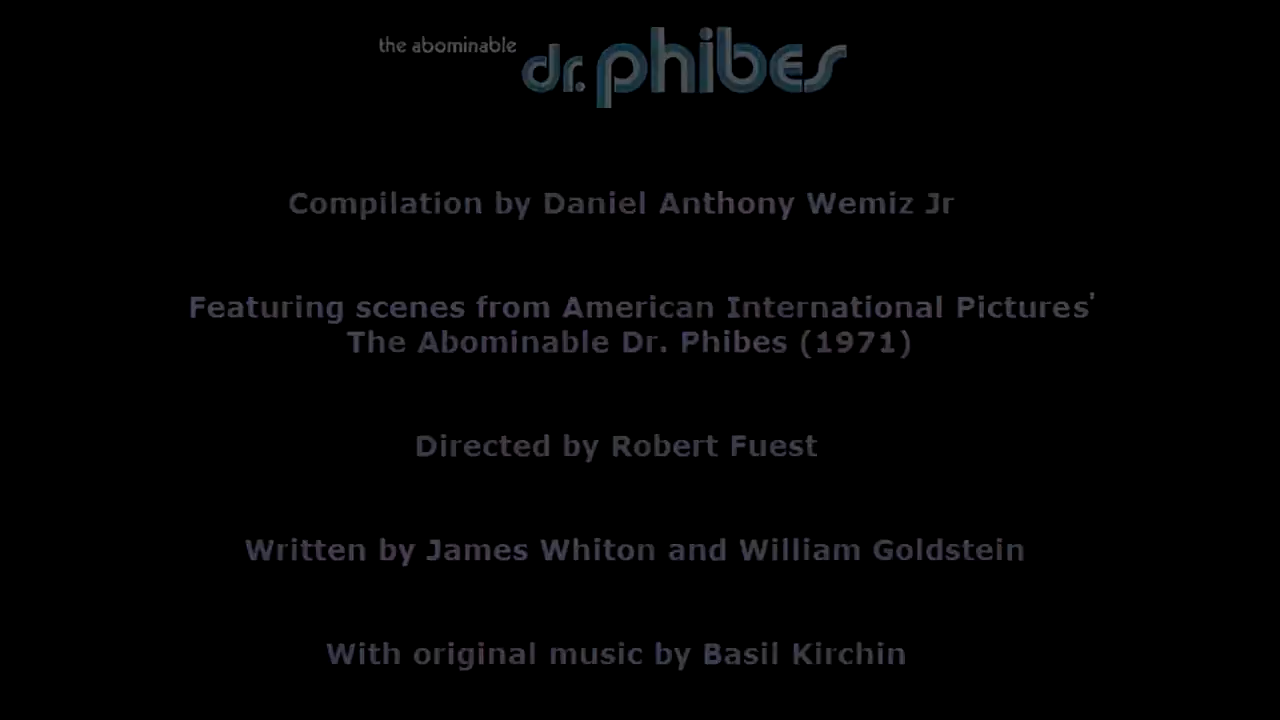 the abominable dr. phibes
Compilation by Daniel Anthony Wemiz Jr
Featuring scenes from American International Pictures'
The Abominable Dr. Phibes (1971)
Directed by Robert Fuest
Written by James Whiton and William Goldstein
With original music by Basil Kirchin